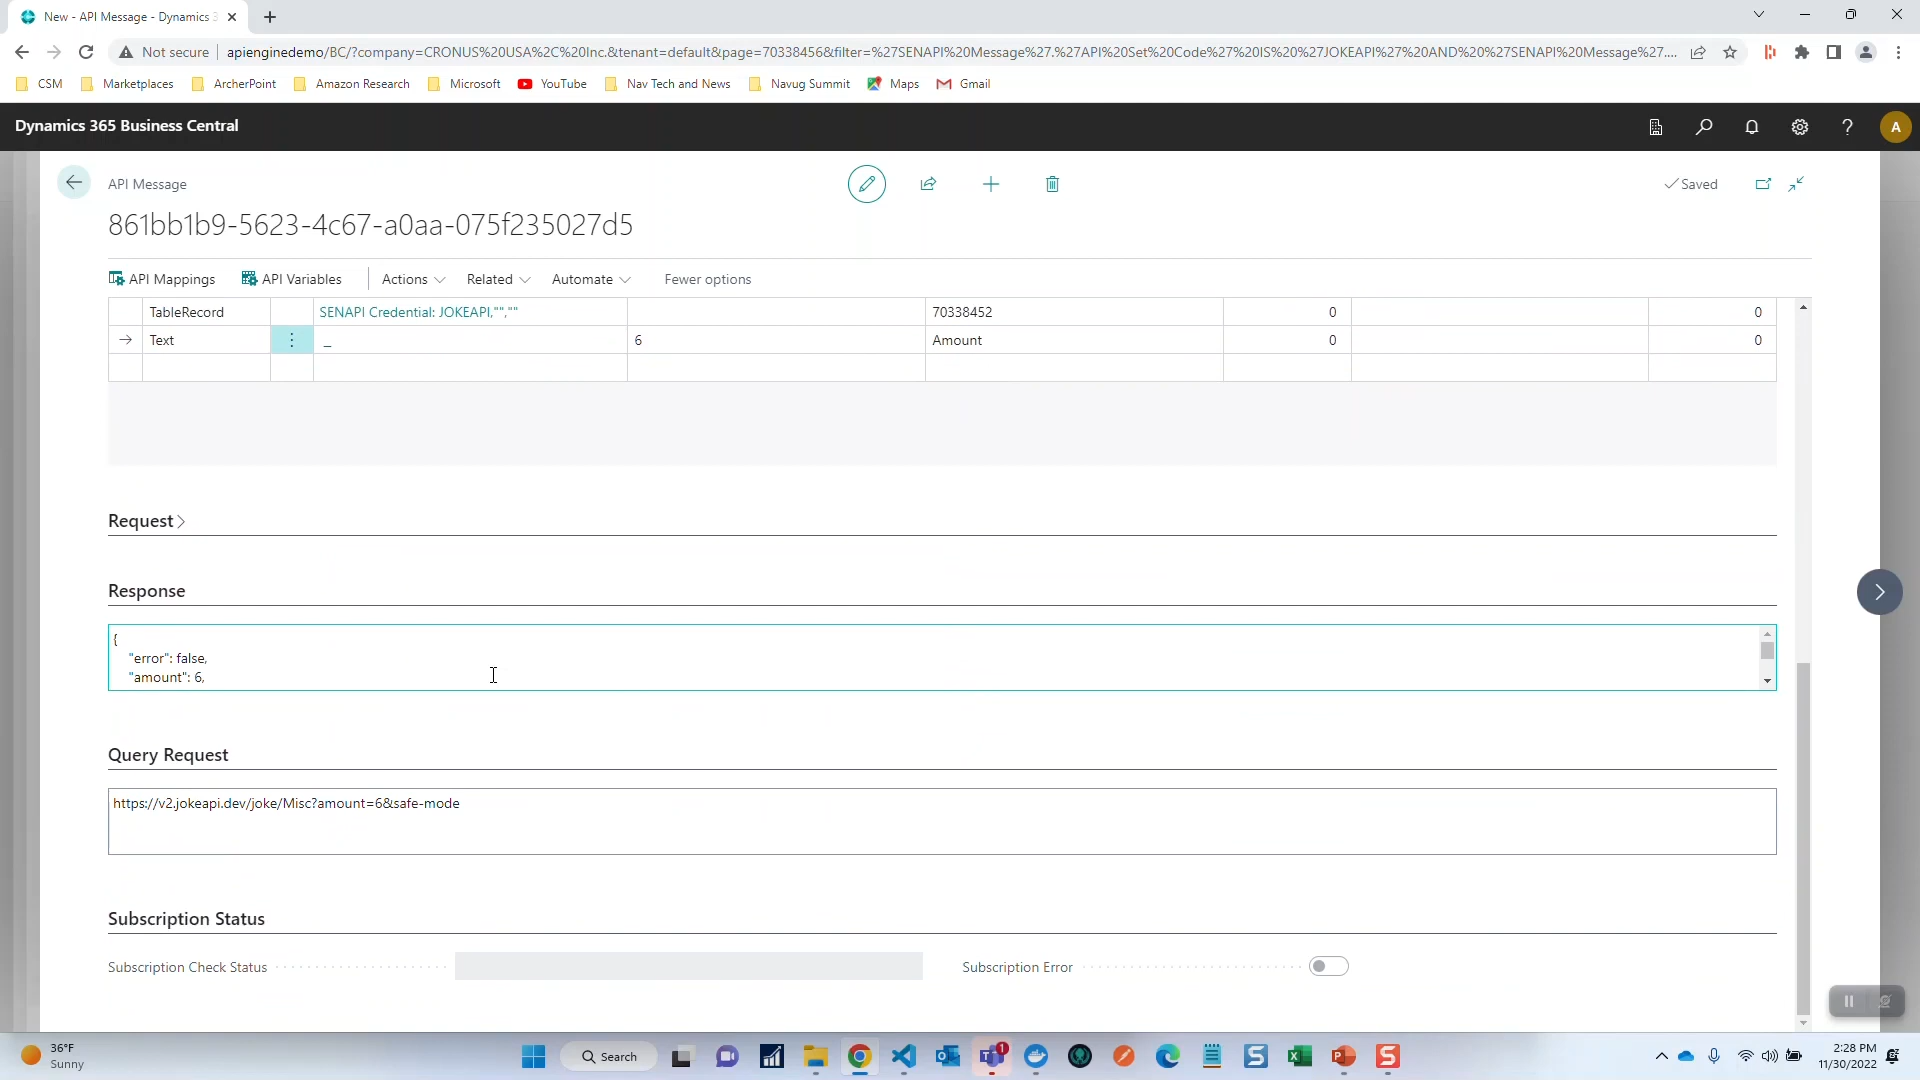 New - API Message - Dynamics 3
Not secure
apienginedemo/BC/?company=CRONUS%20USA%2C%20Inc.&tenant=default&page=70338456&filter=%27SENAPI%20Message%27.%27API%20Set%20Code%27%20IS%20%27JOKEAPI%27%20AND%20%27SENAPI%20Message%27....
CSM
Marketplaces
ArcherPoint
Amazon Research
Microsoft
YouTube
Nav Tech and News
Navug Summit
Maps
Gmail
Dynamics 365 Business Central
A
API Message
Saved
861bb1b9-5623-4c67-a0aa-075f235027d5
API Mappings
API Variables
Actions
Related
Automate
Fewer options
TableRecord SENAPI Credential: JOKEAPI,"","" 70338452 0 0
Text _ 6 Amount 0 0
Request
Response
{
"error": false,
"amount": 6,
Query Request
https://v2.jokeapi.dev/joke/Misc?amount=6&safe-mode
Subscription Status
Subscription Check Status
Subscription Error
36°F
Sunny
Search
1
2:28 PM
11/30/2022